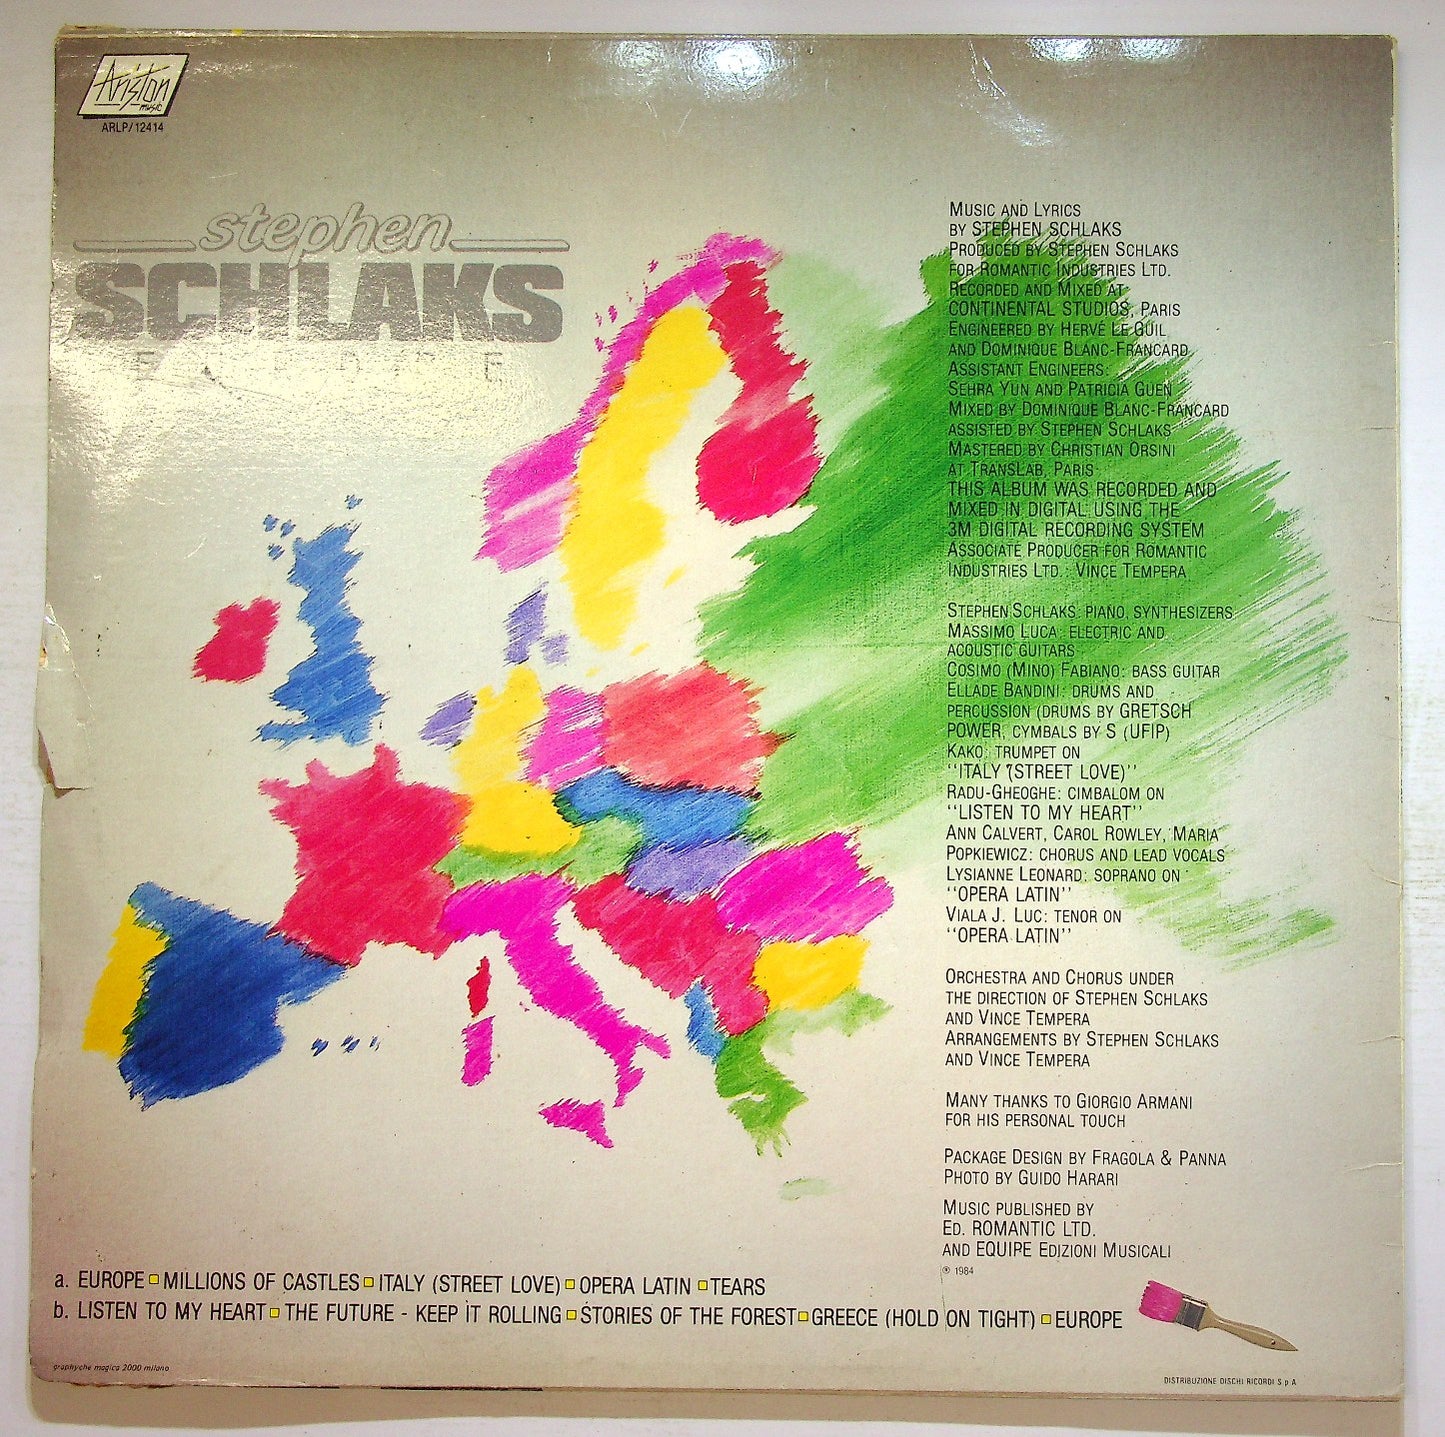 Ariston
music
ARLP/12414
stephen
SCHLAKS
EUROPE
MUSIC AND LYRICS
BY STEPHEN SCHLAKS
PRODUCED BY STEPHEN SCHLAKS
FOR ROMANTIC INDUSTRIES LTD.
RECORDED AND MIXED AT
CONTINENTAL STUDIOS, PARIS
ENGINEERED BY HERVÉ LE GUIL
AND DOMINIQUE BLANC-FRANCARD
ASSISTANT ENGINEERS:
SEHRA YUN AND PATRICIA GUEN
MIXED BY DOMINIQUE BLANC-FRANCARD
ASSISTED BY STEPHEN SCHLAKS
MASTERED BY CHRISTIAN ORSINI
AT TRANSLAB, PARIS
THIS ALBUM WAS RECORDED AND
MIXED IN DIGITAL USING THE
3M DIGITAL RECORDING SYSTEM
ASSOCIATE PRODUCER FOR ROMANTIC
INDUSTRIES LTD.: VINCE TEMPERA
STEPHEN SCHLAKS: PIANO, SYNTHESIZERS
MASSIMO LUCA: ELECTRIC AND
ACOUSTIC GUITARS
COSIMO (MINO) FABIANO: BASS GUITAR
ELLADE BANDINI: DRUMS AND
PERCUSSION (DRUMS BY GRETSCH
POWER, CYMBALS BY S (UFIP)
KAKO: TRUMPET ON
"ITALY (STREET LOVE)"
RADU-GHEOGHE: CIMBALOM ON
"LISTEN TO MY HEART"
ANN CALVERT, CAROL ROWLEY, MARIA
POPKIEWICZ: CHORUS AND LEAD VOCALS
LYSIANNE LEONARD: SOPRANO ON
"OPERA LATIN"
VIALA J. LUC: TENOR ON
"OPERA LATIN"
ORCHESTRA AND CHORUS UNDER
THE DIRECTION OF STEPHEN SCHLAKS
AND VINCE TEMPERA
ARRANGEMENTS BY STEPHEN SCHLAKS
AND VINCE TEMPERA
MANY THANKS TO GIORGIO ARMANI
FOR HIS PERSONAL TOUCH
PACKAGE DESIGN BY FRAGOLA & PANNA
PHOTO BY GUIDO HARARI
MUSIC PUBLISHED BY
ED. ROMANTIC LTD.
AND EQUIPE EDIZIONI MUSICALI
℗ 1984
a. EUROPE MILLIONS OF CASTLES ITALY (STREET LOVE) OPERA LATIN TEARS
b. LISTEN TO MY HEART THE FUTURE - KEEP IT ROLLING STORIES OF THE FOREST GREECE (HOLD ON TIGHT) EUROPE
graphyche magica 2000 milano
DISTRIBUZIONE DISCHI RICORDI S p A